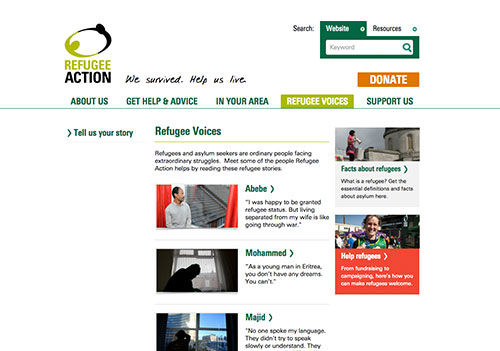 Search:
Website
Resources
Keyword
REFUGEE
ACTION
We survived. Help us live.
DONATE
ABOUT US
GET HELP & ADVICE
IN YOUR AREA
REFUGEE VOICES
SUPPORT US
Tell us your story
Refugee Voices
Refugees and asylum seekers are ordinary people facing
extraordinary struggles. Meet some of the people Refugee
Action helps by reading these refugee stories.
Abebe
"I was happy to be granted
refugee status. But living
separated from my wife is like
going through war."
Mohammed
"As a young man in Eritrea,
you don't have any dreams.
You can't."
Majid
"No one spoke my language.
They didn't try to speak
slowly or understand. They
Facts about refugees
What is a refugee? Get the
essential definitions and facts
about asylum here.
Help refugees
From fundraising to
campaigning, here's how you
can make refugees welcome.